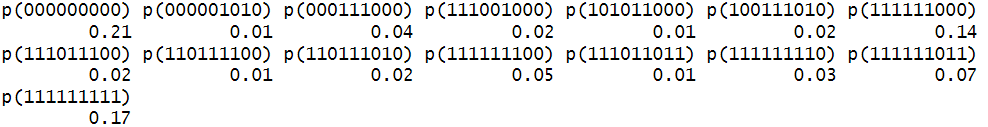 p(000000000) p(000001010) p(000111000) p(111001000) p(101011000) p(100111010) p(111111000)
0.21 0.01 0.04 0.02 0.01 0.02 0.14
p(111011100) p(110111100) p(110111010) p(111111100) p(111011011) p(111111110) p(111111011)
0.02 0.01 0.02 0.05 0.01 0.03 0.07
p(111111111)
0.17